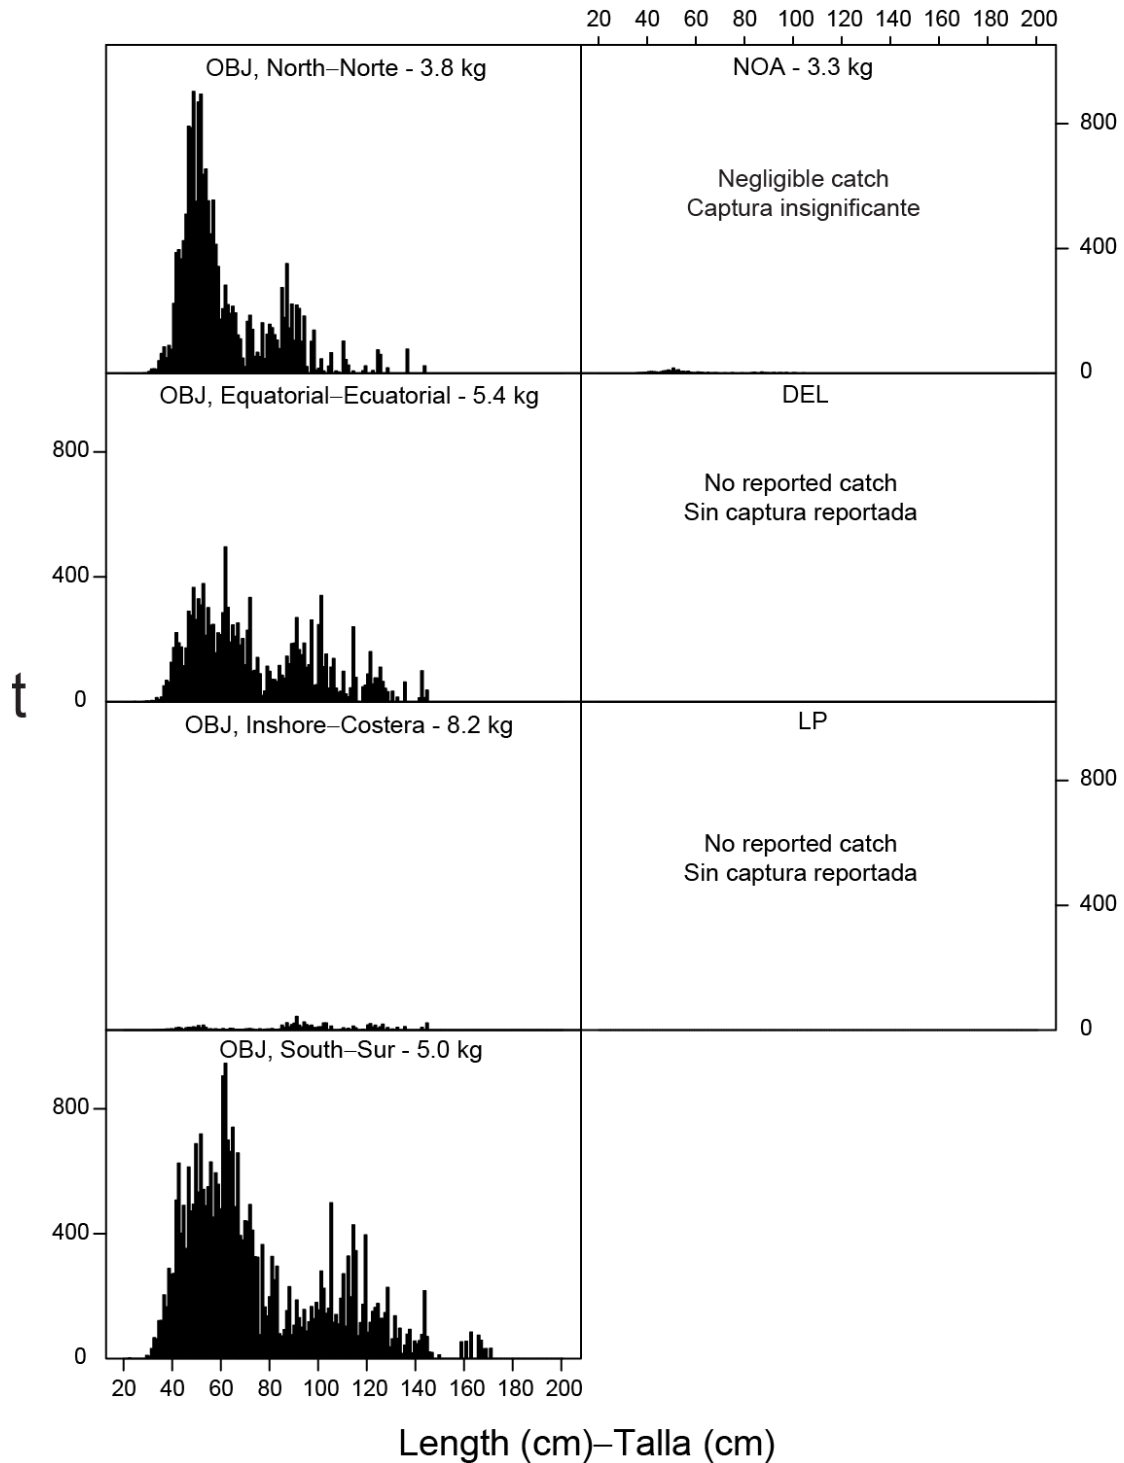 20 40 60 80 100 120 140 160 180 200
OBJ, North–Norte - 3.8 kg
NOA - 3.3 kg
Negligible catch
Captura insignificante
800
400
0
OBJ, Equatorial–Ecuatorial - 5.4 kg
DEL
No reported catch
Sin captura reportada
800
400
0
t
OBJ, Inshore–Costera - 8.2 kg
LP
No reported catch
Sin captura reportada
800
400
0
OBJ, South–Sur - 5.0 kg
800
400
0
20 40 60 80 100 120 140 160 180 200
Length (cm)–Talla (cm)